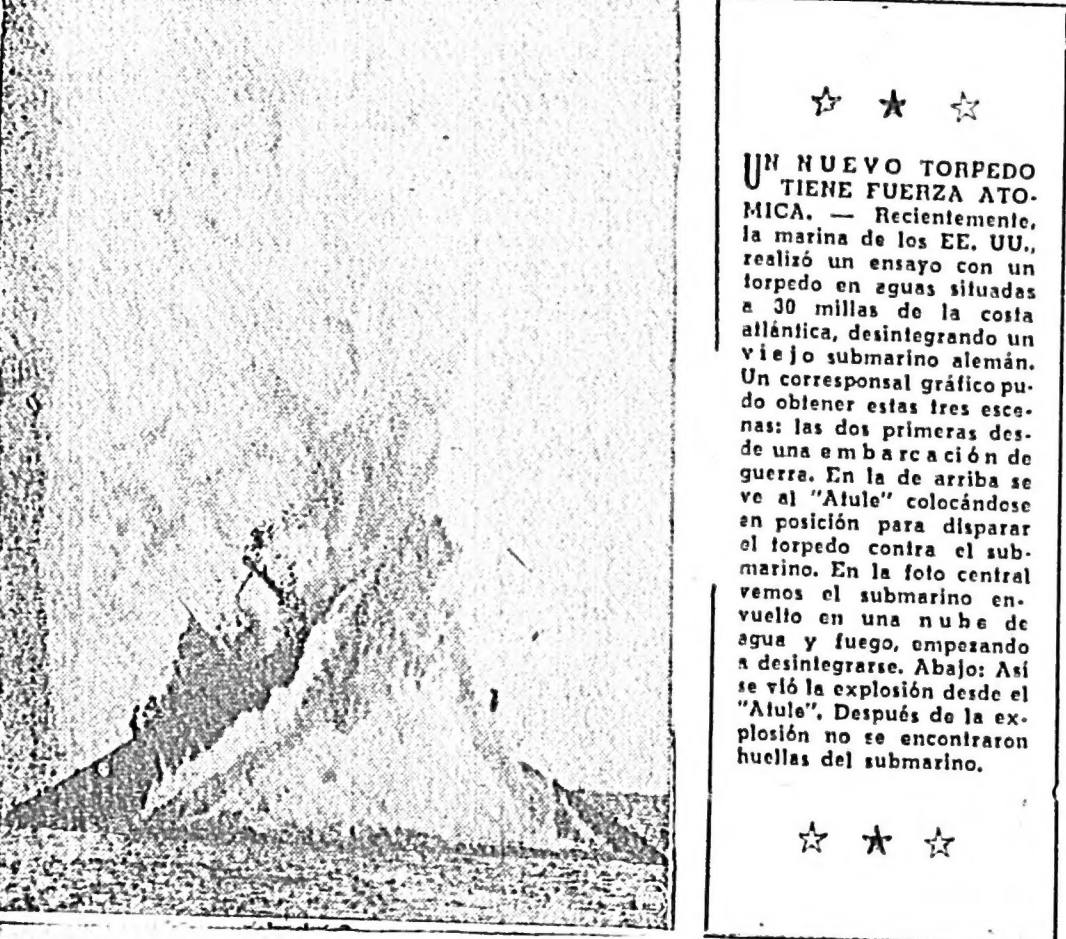 UN NUEVO TORPEDO
TIENE FUERZA ATO-
MICA. — Recientemente,
la marina de los EE. UU.,
realizó un ensayo con un
torpedo en aguas situadas
a 30 millas de la costa
atlántica, desintegrando un
viejo submarino alemán.
Un corresponsal gráfico pu-
do obtener estas tres esce-
nas: las dos primeras des-
de una embarcación de
guerra. En la de arriba se
ve al "Atule" colocándose
en posición para disparar
el torpedo contra el sub-
marino. En la foto central
vemos el submarino en-
vuelto en una nube de
agua y fuego, empezando
a desintegrarse. Abajo: Así
se vió la explosión desde el
"Atule". Después de la ex-
plosión no se encontraron
huellas del submarino.